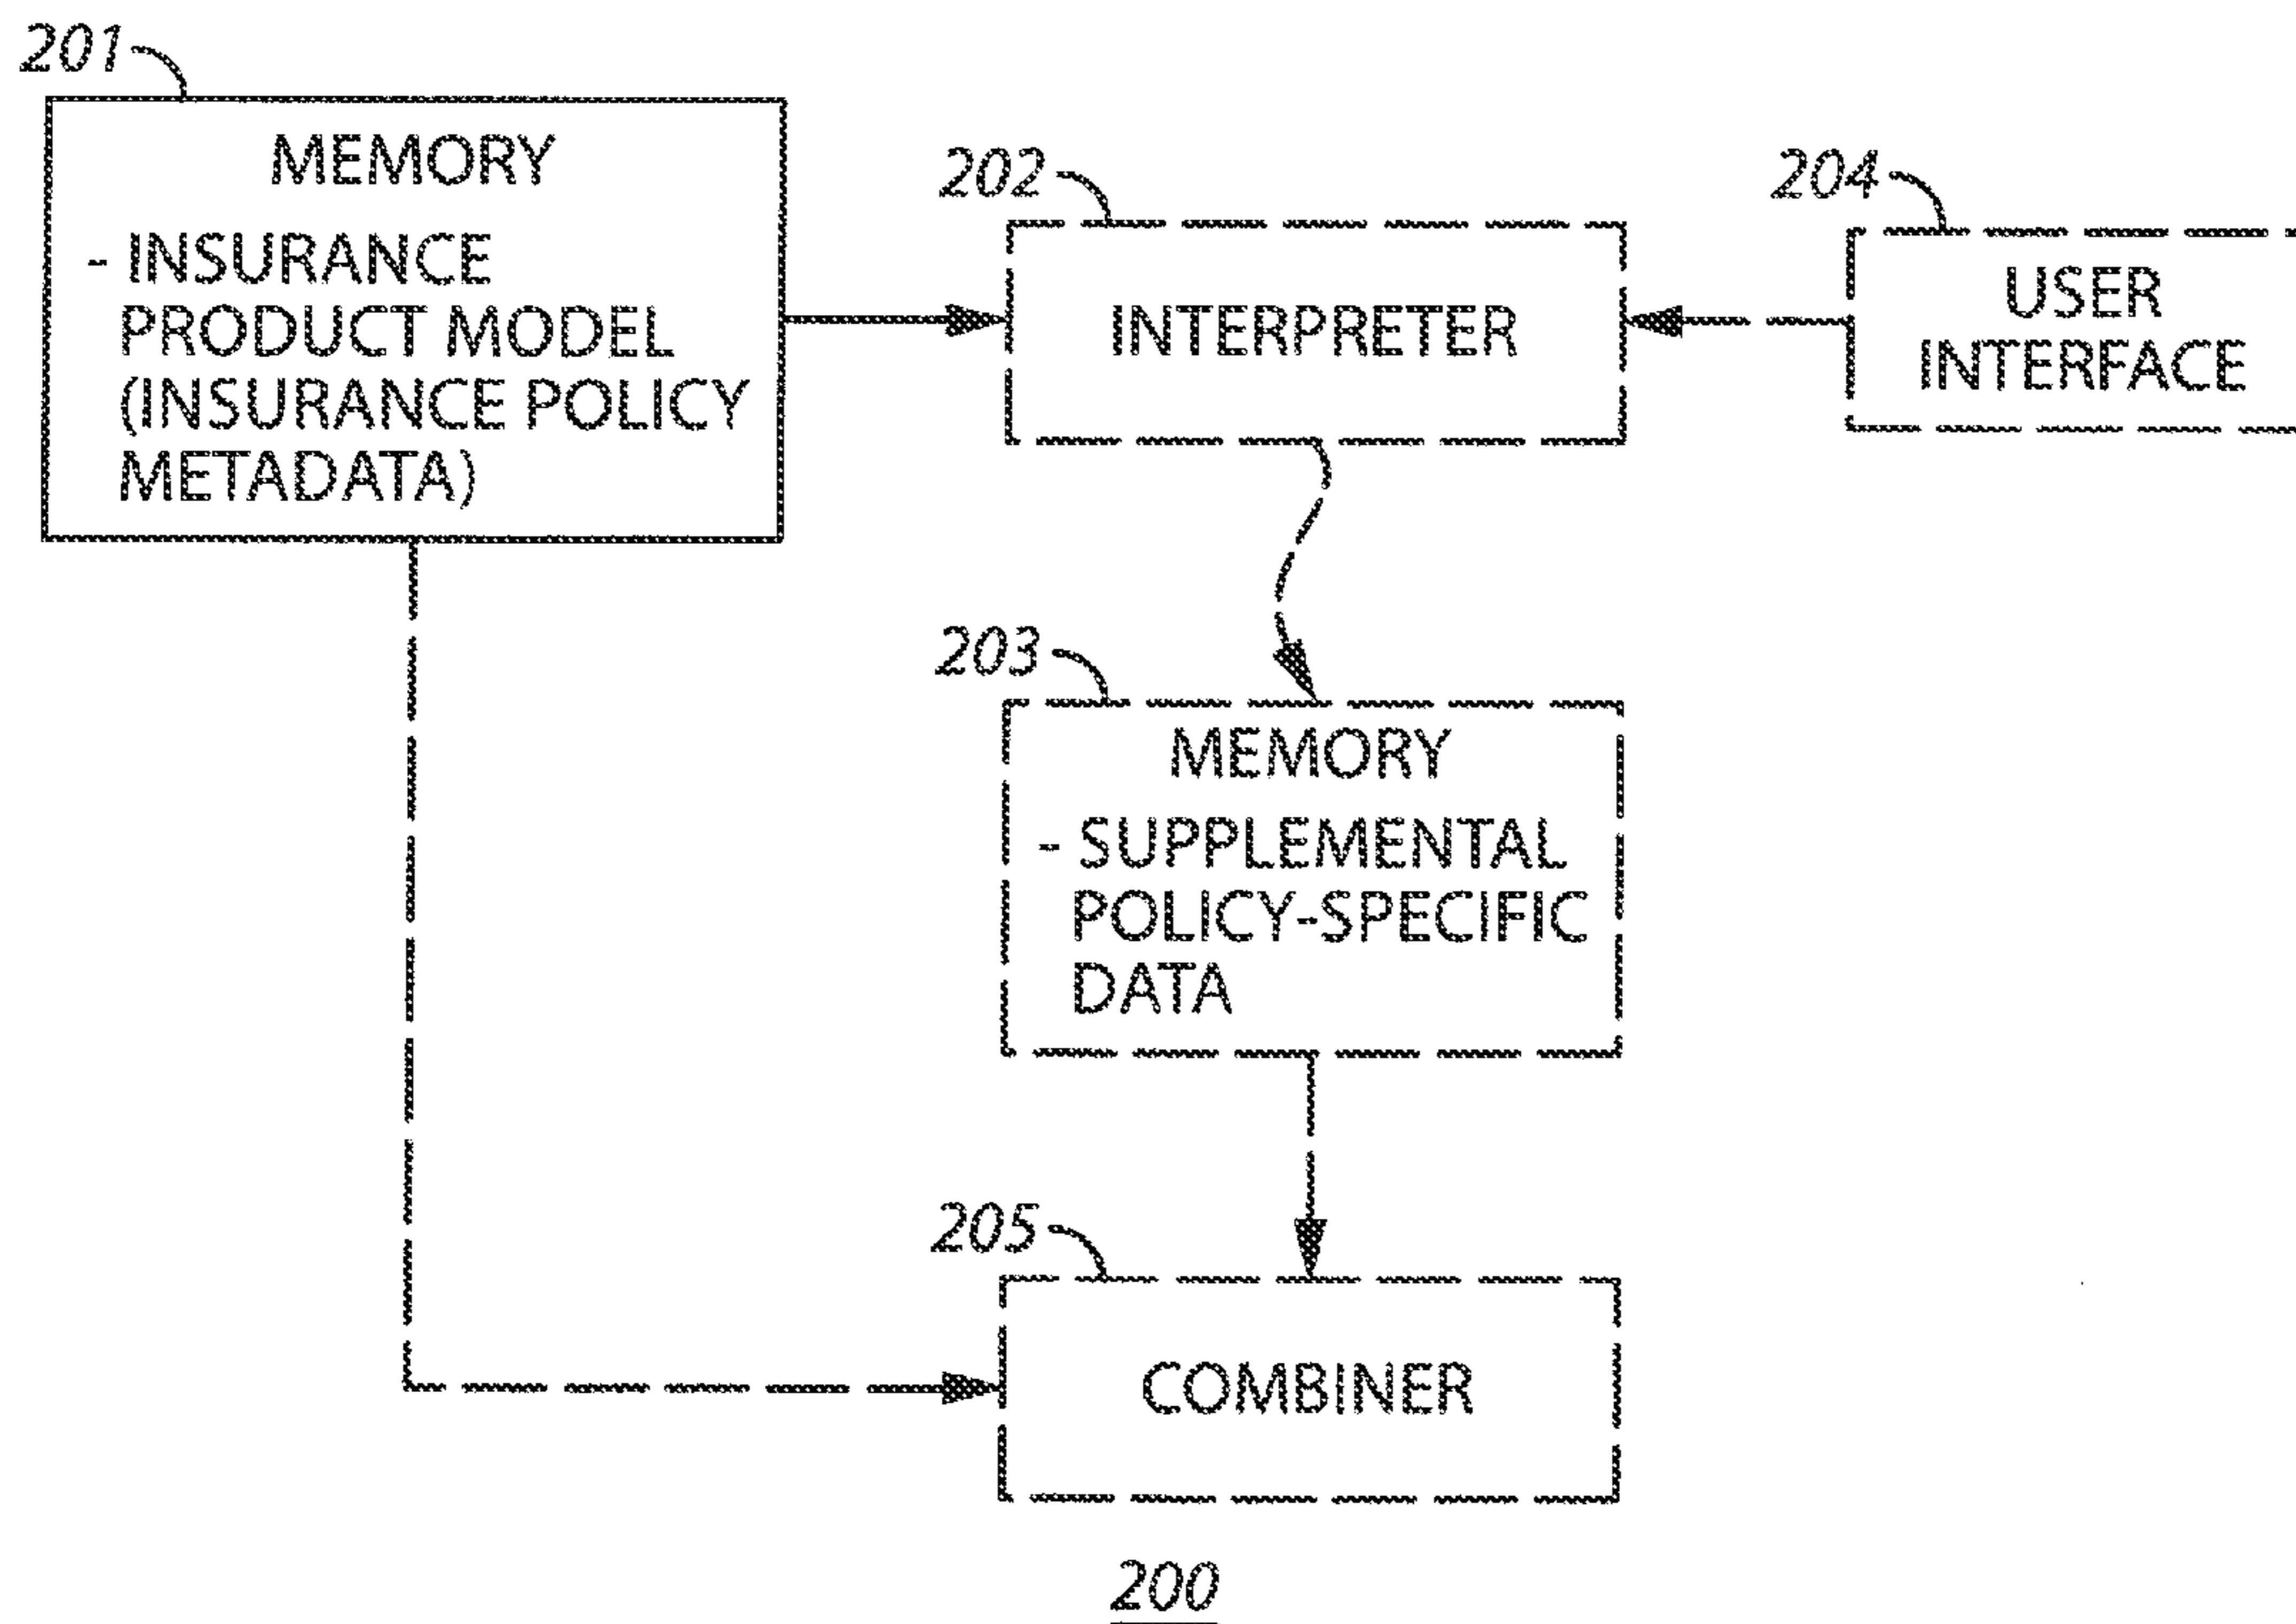 201
MEMORY
- INSURANCE
PRODUCT MODEL
(INSURANCE POLICY
METADATA)
202
INTERPRETER
204
USER
INTERFACE
203
MEMORY
- SUPPLEMENTAL
POLICY-SPECIFIC
DATA
205
COMBINER
200